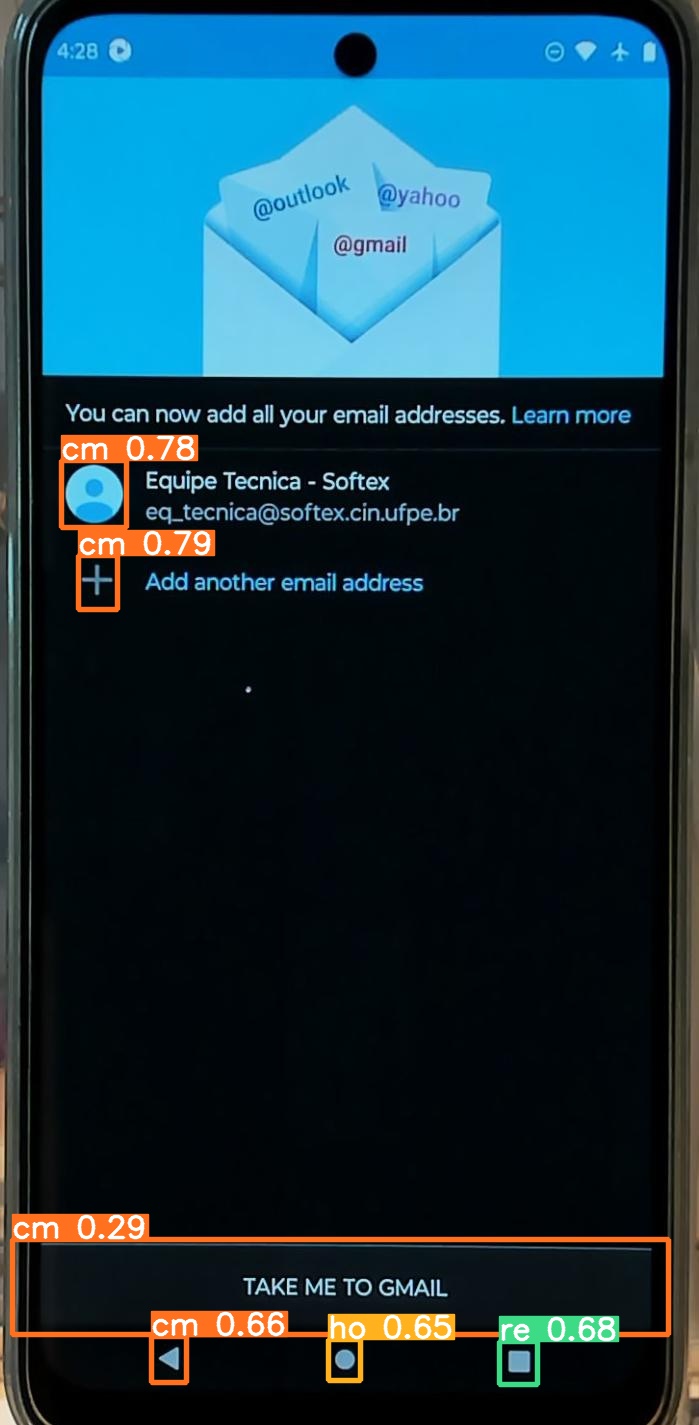 4:28
@outlook @yahoo
@gmail
You can now add all your email addresses. Learn more
cm 0.78
Equipe Tecnica - Softex
eq_tecnica@softex.cin.ufpe.br
cm 0.79
Add another email address
cm 0.29
TAKE ME TO GMAIL
cm 0.66 ho 0.65 re 0.68